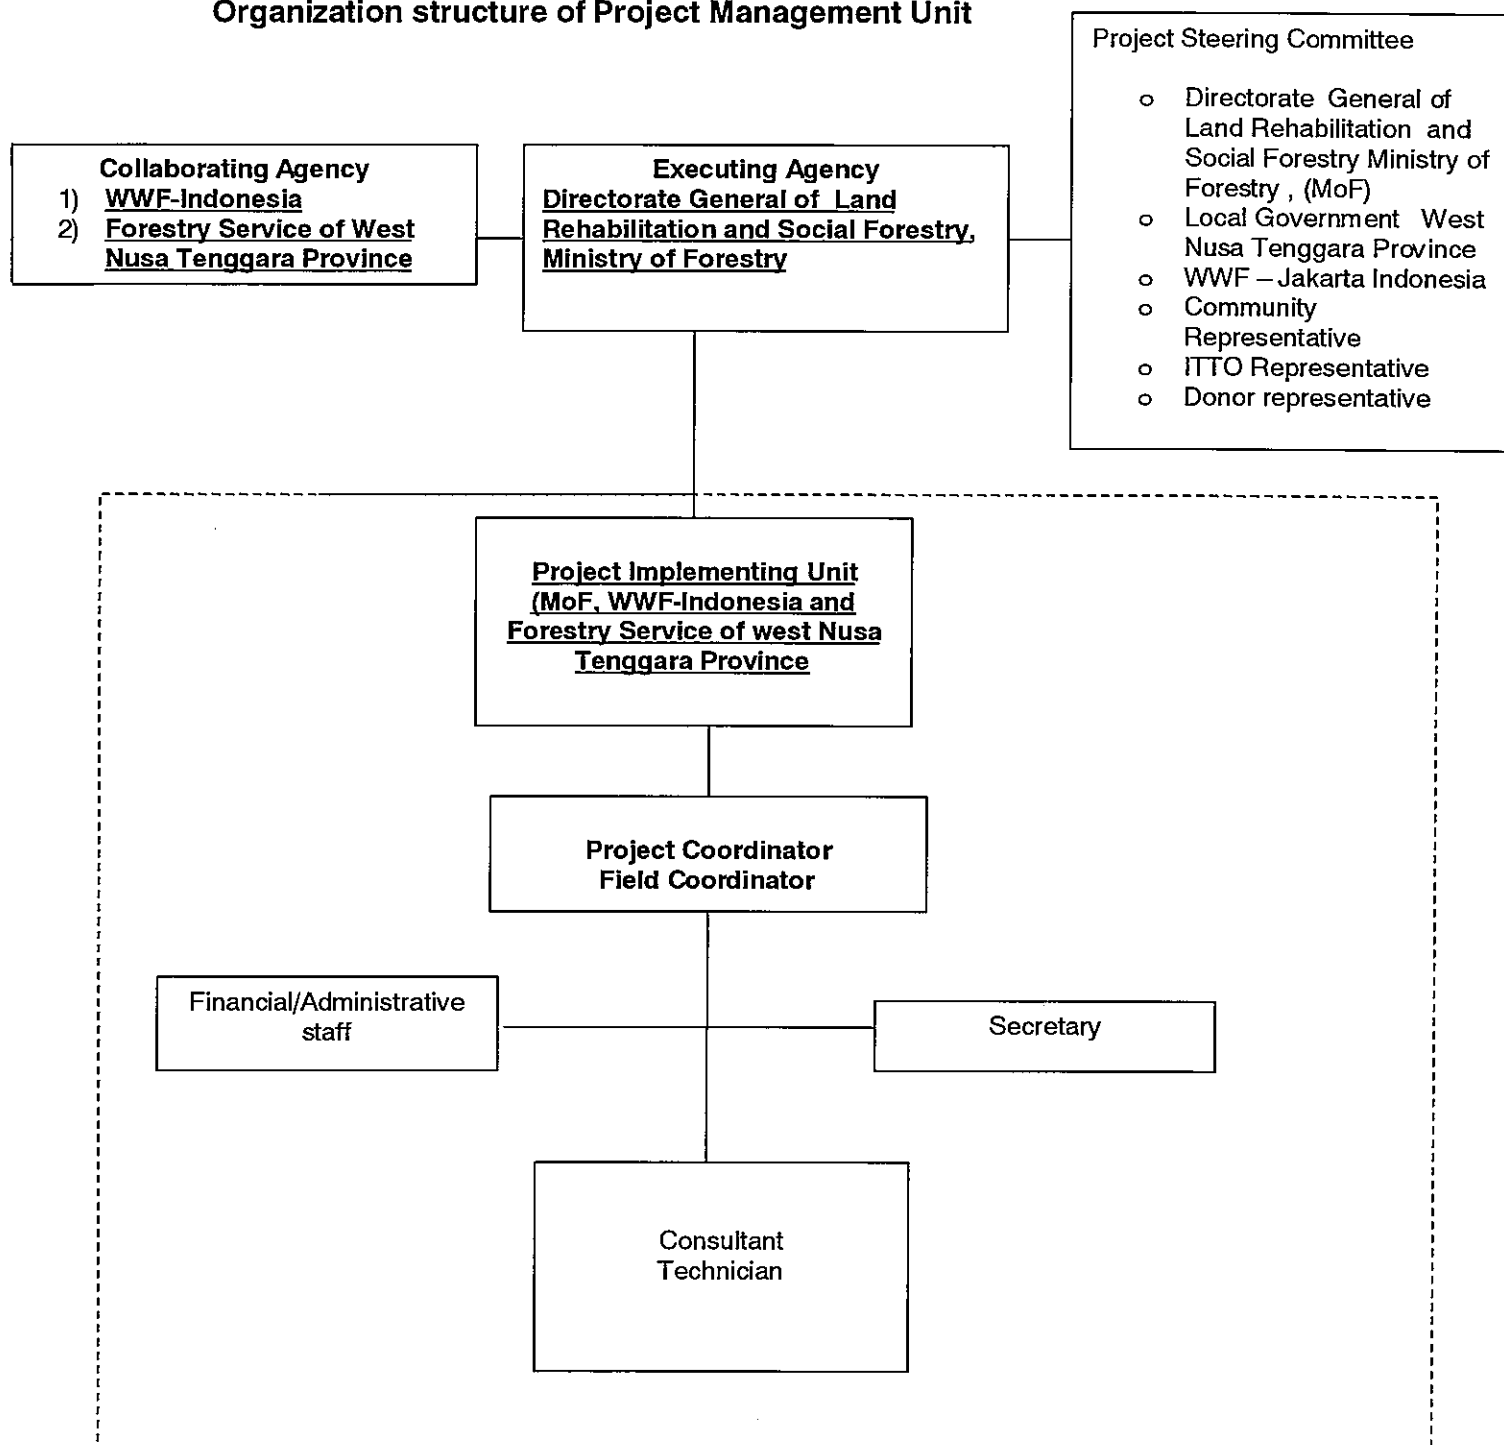 Organization structure of Project Management Unit
Project Steering Committee
o Directorate General of
Land Rehabilitation and
Social Forestry Ministry of
Forestry , (MoF)
o Local Government West
Nusa Tenggara Province
o WWF – Jakarta Indonesia
o Community
Representative
o ITTO Representative
o Donor representative
Collaborating Agency
1) WWF-Indonesia
2) Forestry Service of West
Nusa Tenggara Province
Executing Agency
Directorate General of Land
Rehabilitation and Social Forestry,
Ministry of Forestry
Project Implementing Unit
(MoF, WWF-Indonesia and
Forestry Service of west Nusa
Tenggara Province
Project Coordinator
Field Coordinator
Financial/Administrative
staff
Secretary
Consultant
Technician